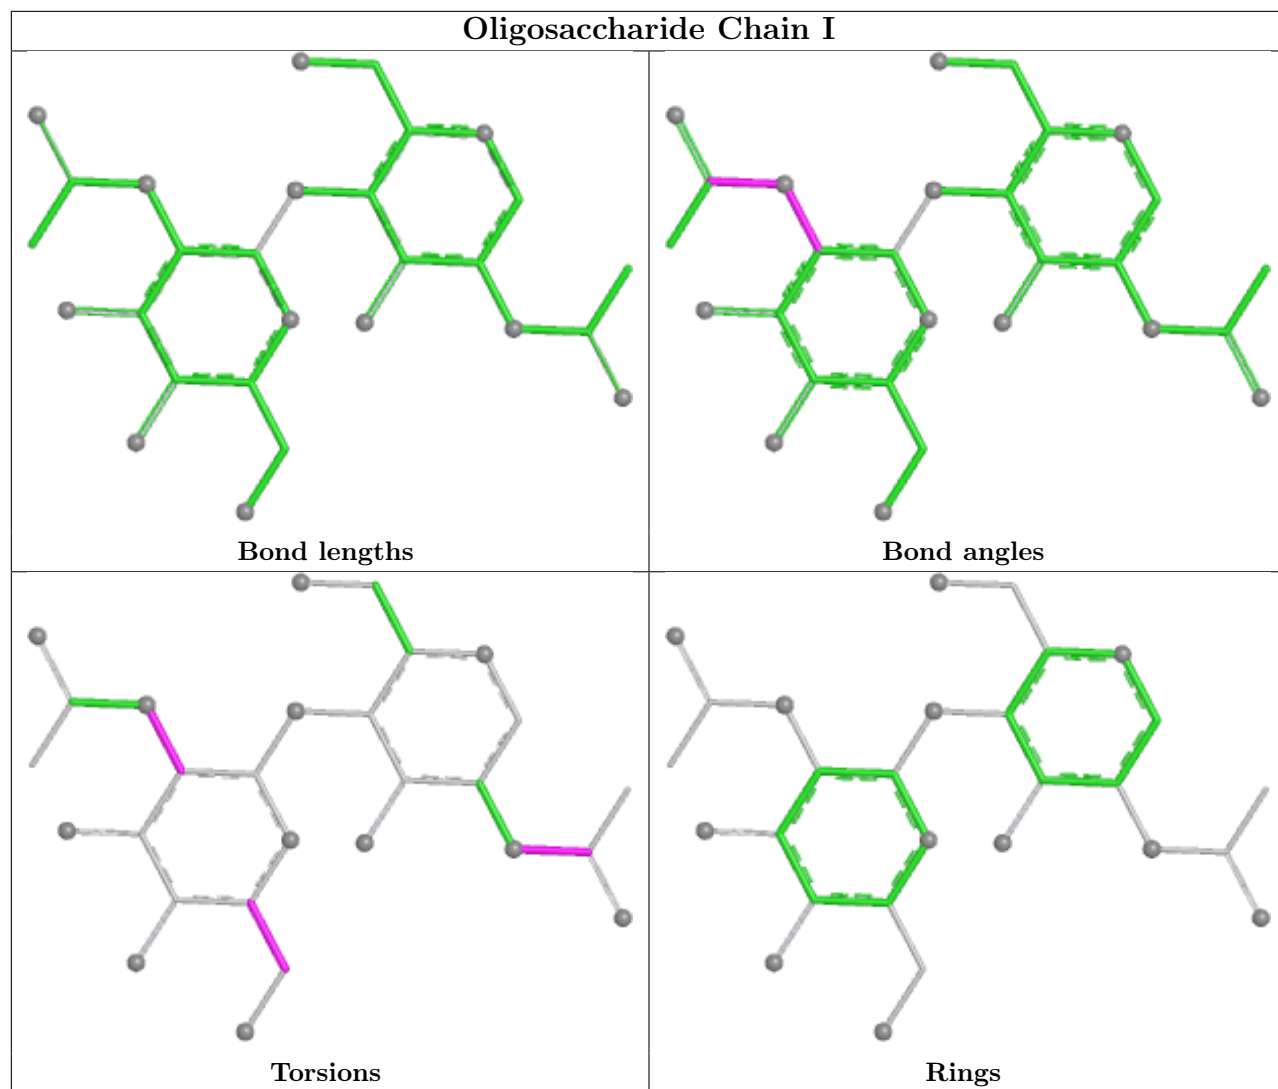 Oligosaccharide Chain I
Bond lengths
Bond angles
Torsions
Rings